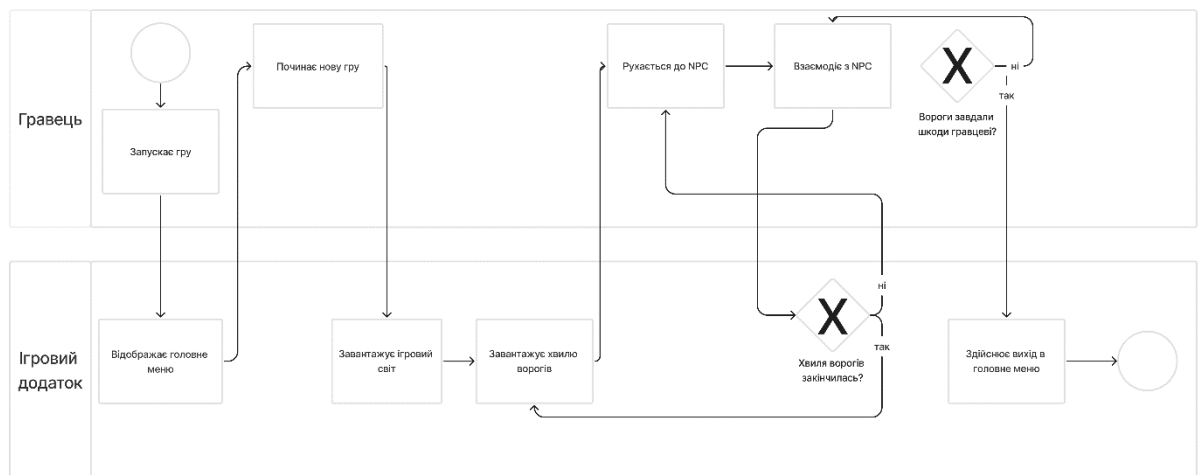 Гравець
Запускає гру
Починає нову гру
Рухається до NPC
Взаємодіє з NPC
X
ні
так
Вороги завдали
шкоди гравцеві?
Ігровий
додаток
Відображає головне
меню
Завантажує ігровий
світ
Завантажує хвилю
ворогів
X
ні
так
Хвиля ворогів
закінчилась?
Здійснює вихід в
головне меню